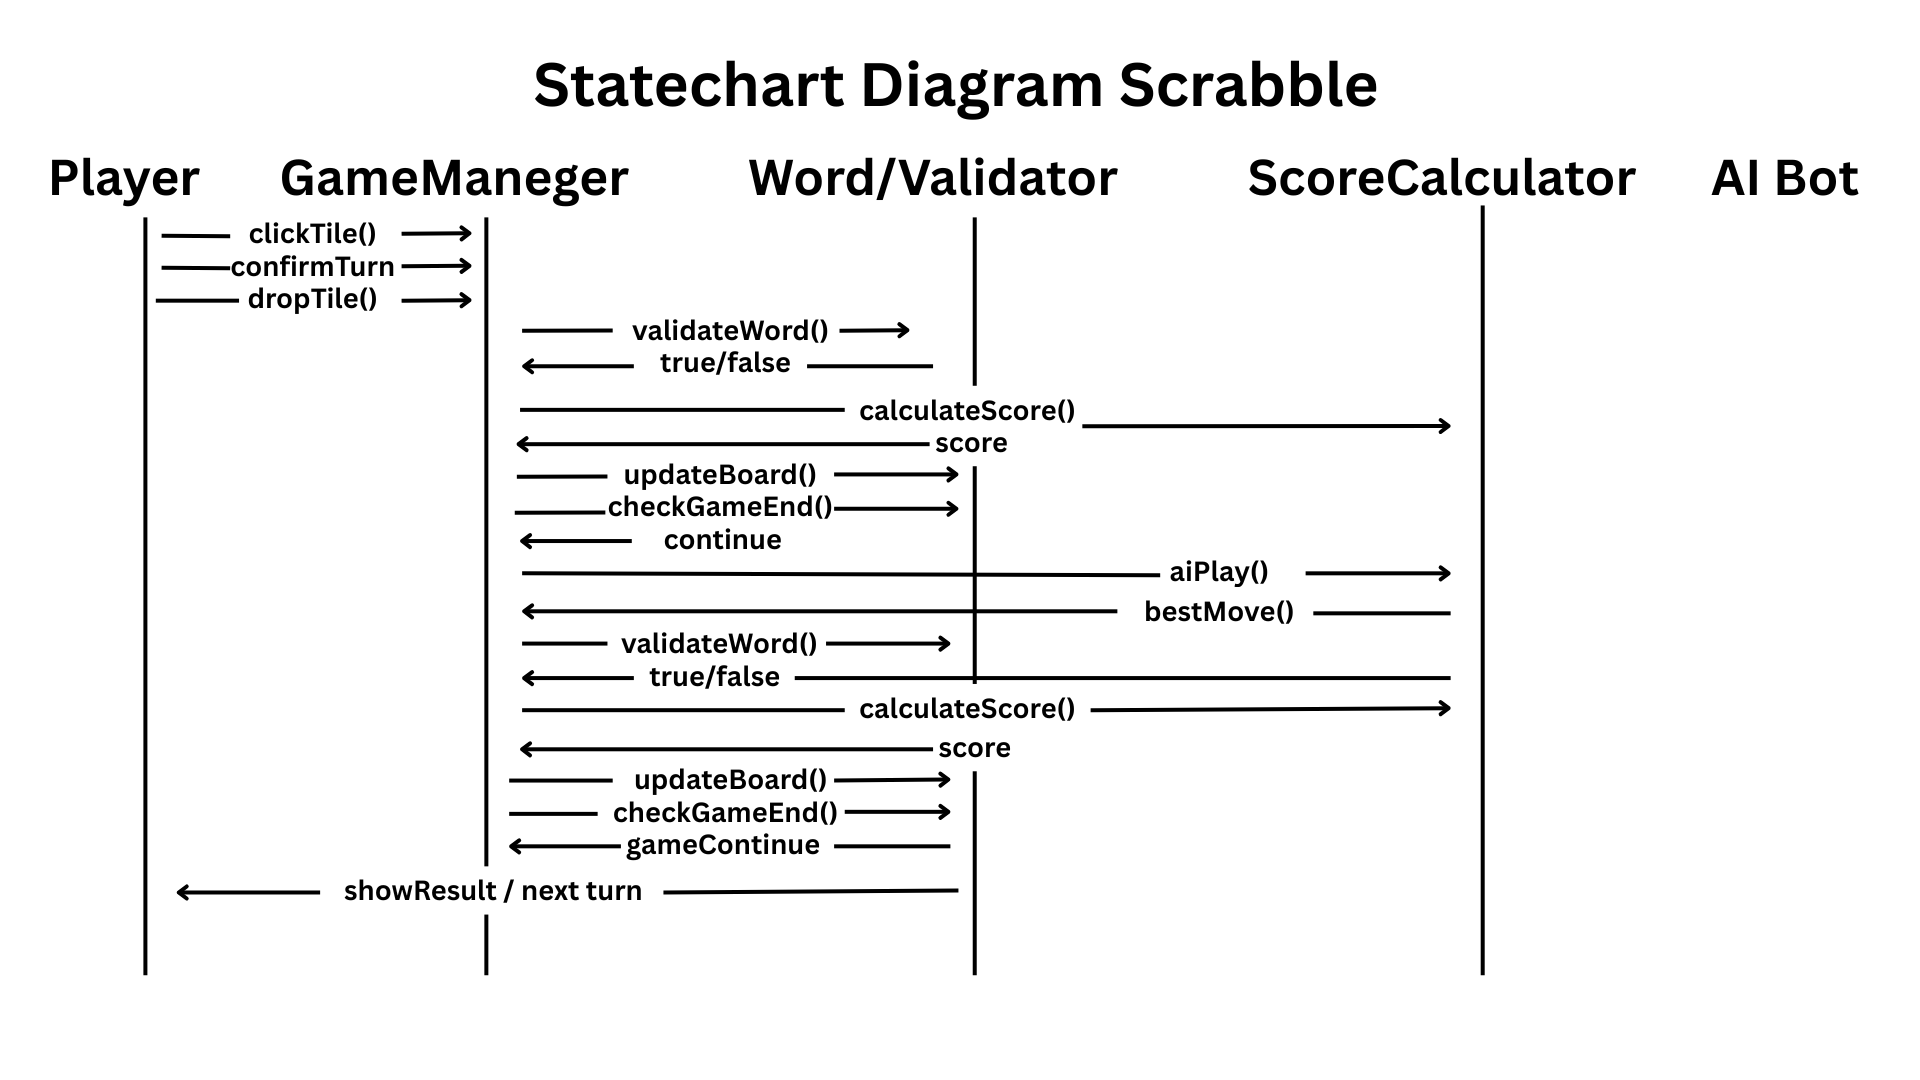 Statechart Diagram Scrabble
Player GameManeger Word/Validator ScoreCalculator AI Bot
clickTile()
confirmTurn
dropTile()
validateWord()
true/false
calculateScore()
score
updateBoard()
checkGameEnd()
continue
aiPlay()
bestMove()
validateWord()
true/false
calculateScore()
score
updateBoard()
checkGameEnd()
gameContinue
showResult / next turn